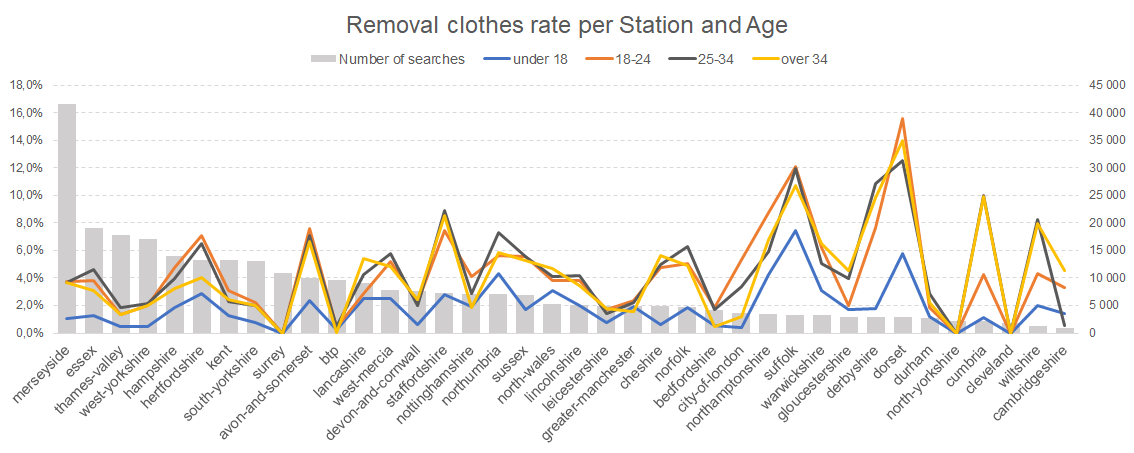 Removal clothes rate per Station and Age
Number of searches under 18 18-24 25-34 over 34
18,0% 45 000
16,0% 40 000
14,0% 35 000
12,0% 30 000
10,0% 25 000
8,0% 20 000
6,0% 15 000
4,0% 10 000
2,0% 5 000
0,0% 0
merseyside
essex
thames-valley
west-yorkshire
hampshire
hertfordshire
kent
south-yorkshire
surrey
avon-and-somerset
btp
lancashire
west-mercia
devon-and-cornwall
staffordshire
nottinghamshire
northumbria
sussex
north-wales
lincolnshire
leicestershire
greater-manchester
cheshire
norfolk
bedfordshire
city-of-london
northamptonshire
suffolk
warwickshire
gloucestershire
derbyshire
dorset
durham
north-yorkshire
cumbria
cleveland
wiltshire
cambridgeshire